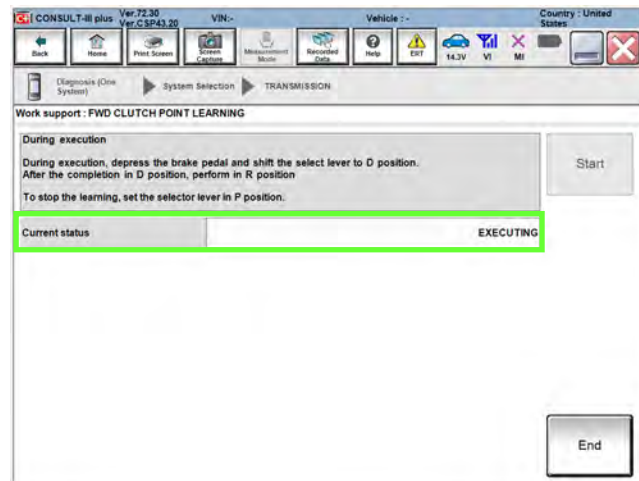 C+ CONSULT-III plus Ver.72.30 VIN:- Vehicle : - Country : United
Ver.CSP43.20 States
Back Home Print Screen Screen Capture Measurement Mode Recorded Data Help ERT 14.3V VI MI
Diagnosis (One System) System Selection TRANSMISSION
Work support : FWD CLUTCH POINT LEARNING
During execution
During execution, depress the brake pedal and shift the select lever to D position.
After the completion in D position, perform in R position
To stop the learning, set the selector lever in P position.
Start
Current status EXECUTING
End